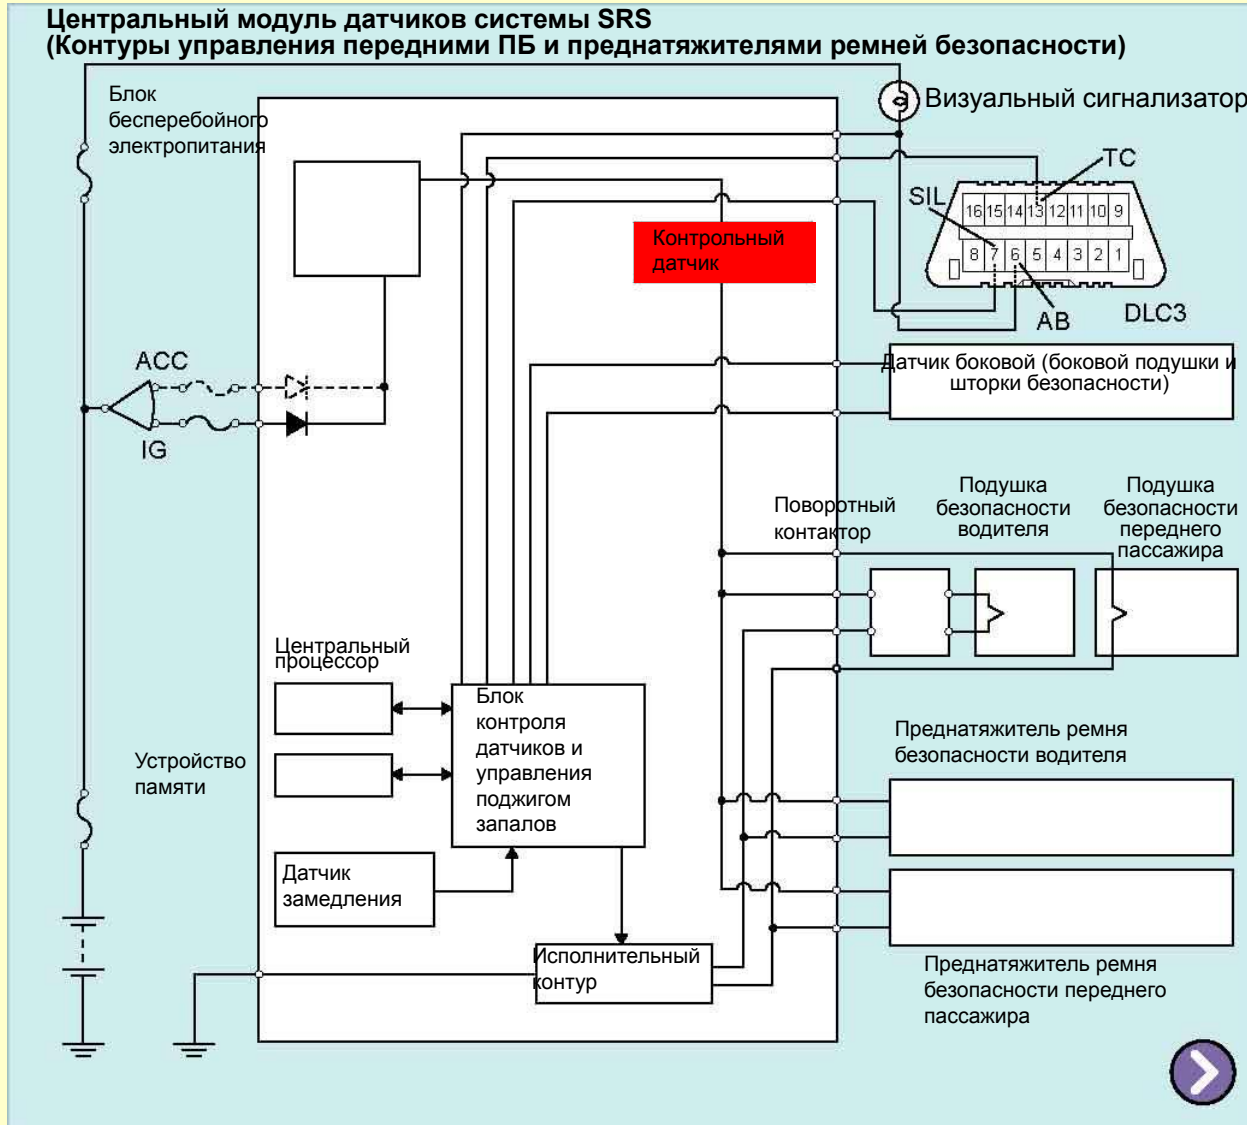 Центральный модуль датчиков системы SRS
(Контуры управления передними ПБ и преднатяжителями ремней безопасности)
Блок
бесперебойного
электропитания
Визуальный сигнализатор
TC
SIL
16 15 14 13 12 11 10 9
8 7 6 5 4 3 2 1
AB
DLC3
Контрольный
датчик
ACC
IG
Датчик боковой (боковой подушки и
шторки безопасности)
Поворотный
контактор
Подушка
безопасности
водителя
Подушка
безопасности
переднего
пассажира
Центральный
процессор
Блок
контроля
датчиков и
управления
поджигом
запалов
Устройство
памяти
Преднатяжитель ремня
безопасности водителя
Датчик
замедления
Исполнительный
контур
Преднатяжитель ремня
безопасности переднего
пассажира